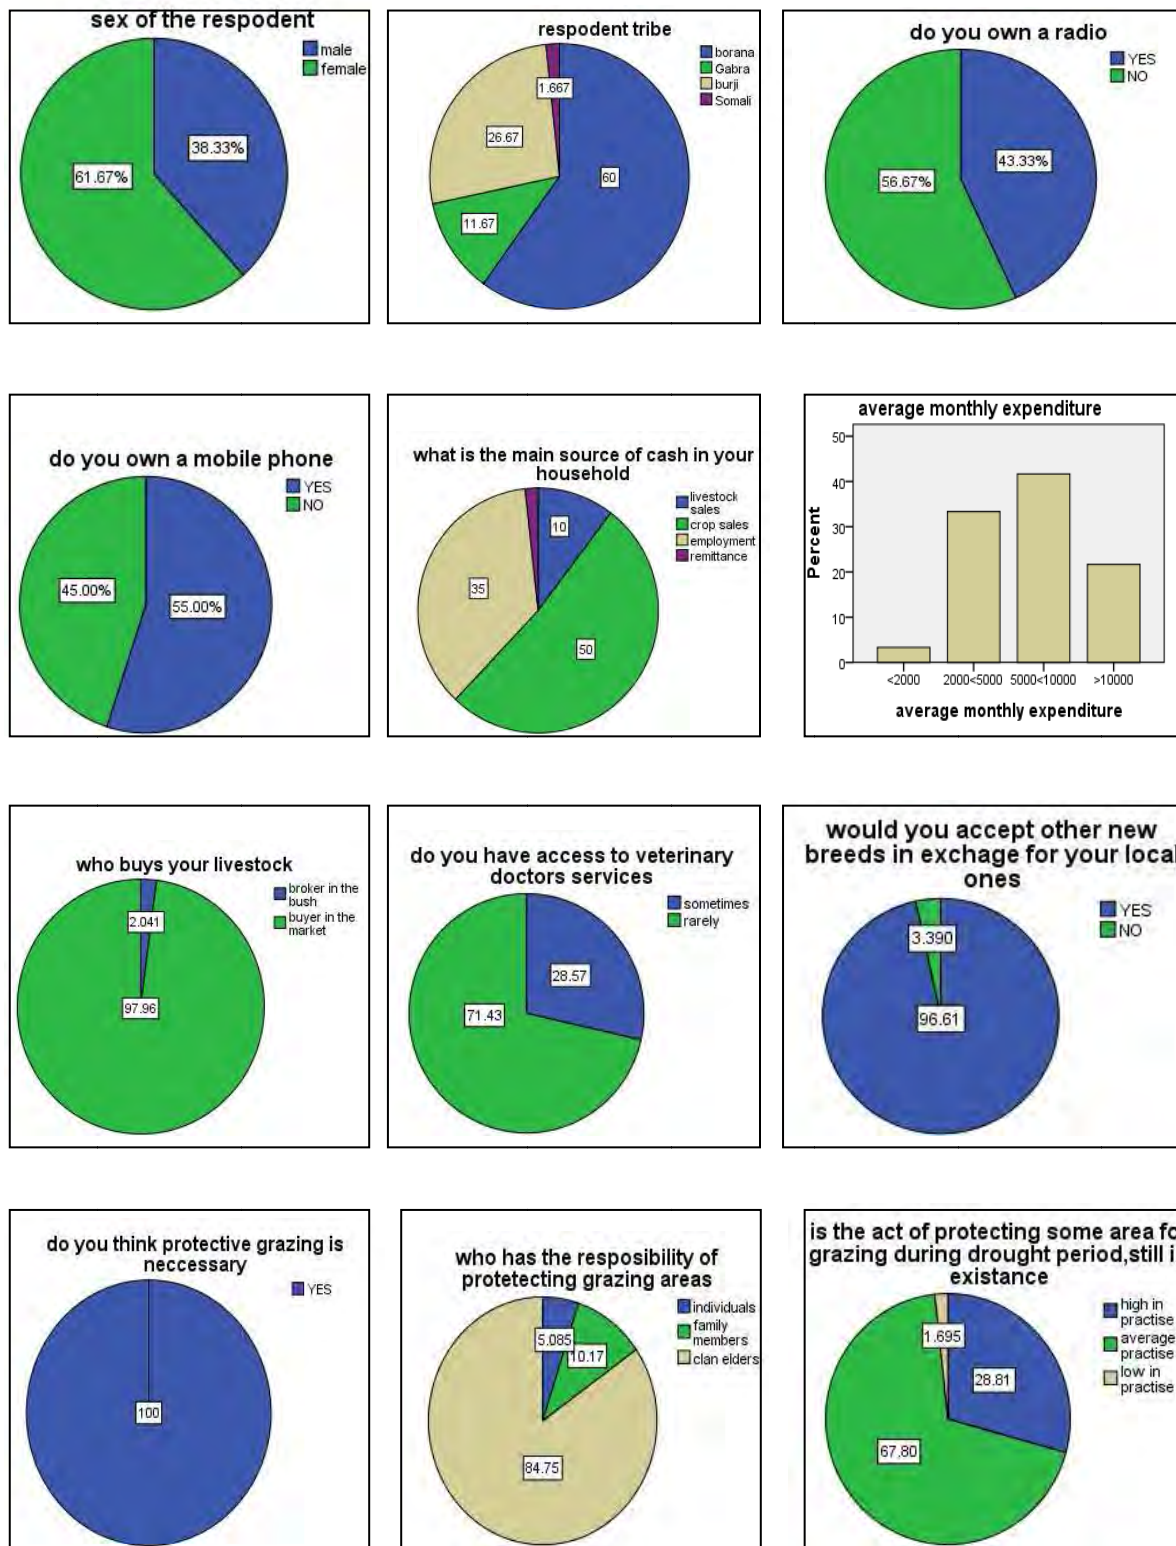 sex of the respodent
male
female
38.33%
61.67%
respodent tribe
borana
Gabra
burji
Somali
1.667
26.67
60
11.67
do you own a radio
YES
NO
43.33%
56.67%
do you own a mobile phone
YES
NO
45.00%
55.00%
what is the main source of cash in your
household
livestock
sales
crop sales
employment
remittance
10
35
50
average monthly expenditure
Percent
50
40
30
20
10
0
<2000
2000<5000
5000<10000
>10000
average monthly expenditure
who buys your livestock
broker in the
bush
buyer in the
market
2.041
97.96
do you have access to veterinary
doctors services
sometimes
rarely
28.57
71.43
would you accept other new
breeds in exchage for your local
ones
YES
NO
3.390
96.61
do you think protective grazing is
neccessary
YES
100
who has the resposibility of
protetecting grazing areas
individuals
family
members
clan elders
5.085
10.17
84.75
is the act of protecting some area fo
grazing during drought period,still i
existance
high in
practise
average
practise
low in
practise
1.695
28.81
67.80